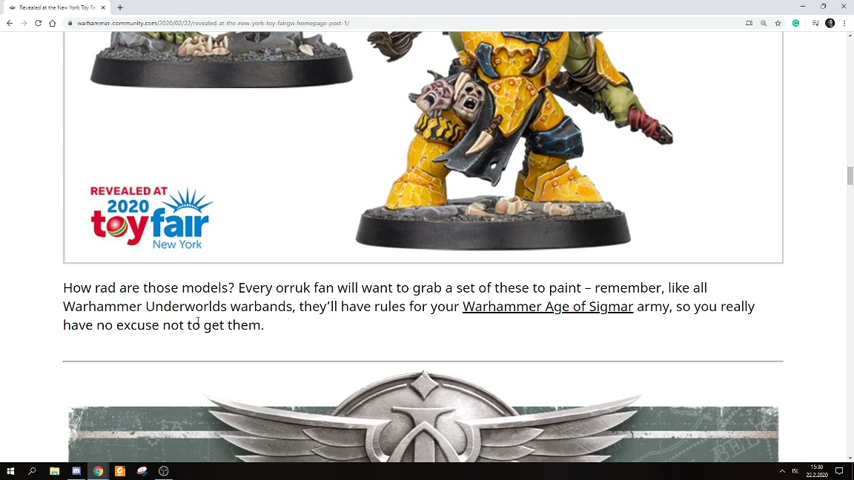 Revealed at the New York Toy F
warhammer-community.com/2020/02/22/revealed-at-the-new-york-toy-fairgw-homepage-post-1/
REVEALED AT
2020
toyfair
New York
How rad are those models? Every orruk fan will want to grab a set of these to paint – remember, like all
Warhammer Underworlds warbands, they'll have rules for your Warhammer Age of Sigmar army, so you really
have no excuse not to get them.
15:30
22.2.2020